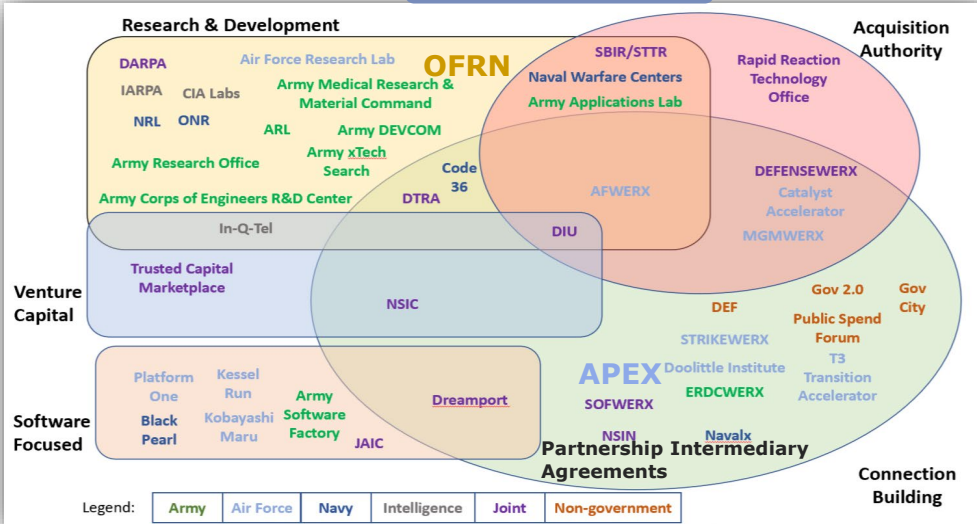 Research & Development
Acquisition
Authority
DARPA
Air Force Research Lab
OFRN
SBIR/STTR
Rapid Reaction
Technology
Office
IARPA
CIA Labs
Army Medical Research &
Material Command
Naval Warfare Centers
Army Applications Lab
NRL
ONR
ARL
Army DEVCOM
Army Research Office
Army xTech
Search
Code
36
DEFENSEWERX
Army Corps of Engineers R&D Center
DTRA
AFWERX
Catalyst
Accelerator
In-Q-Tel
DIU
MGMWERX
Trusted Capital
Marketplace
Venture
Capital
NSIC
DEF
Gov 2.0
Gov
City
Public Spend
Forum
STRIKEWERX
Platform
One
Kessel
Run
Army
Software
Factory
APEX
Doolittle Institute
T3
Transition
Accelerator
Dreamport
SOFWERX
ERDCWERX
Software
Focused
Black
Pearl
Kobayashi
Maru
JAIC
NSIN
Navalx
Partnership Intermediary
Agreements
Connection
Building
Legend:
Army
Air Force
Navy
Intelligence
Joint
Non-government